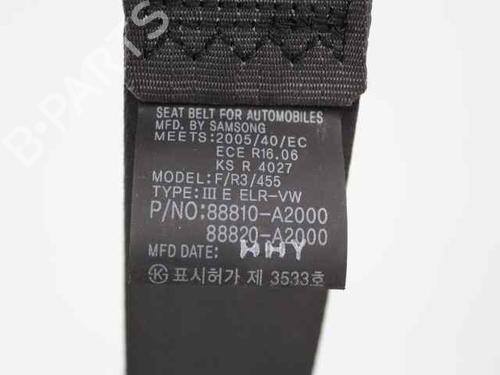 B-PARTS
SEAT BELT FOR AUTOMOBILES
MFD. BY SAMSONG
MEETS:2005/40/EC
ECE R16.06
KS R 4027
MODEL: F/R3/455
TYPE: III E ELR-VW
P/NO:88810-A2000
88820-A2000
MFD DATE: HHY
표시허가 제 3533호